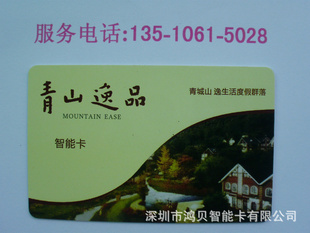 服务电话:135-1061-5028
青山逸品
MOUNTAIN EASE
青城山 逸生活度假群落
智能卡
深圳市鸿贝智能卡有限公司